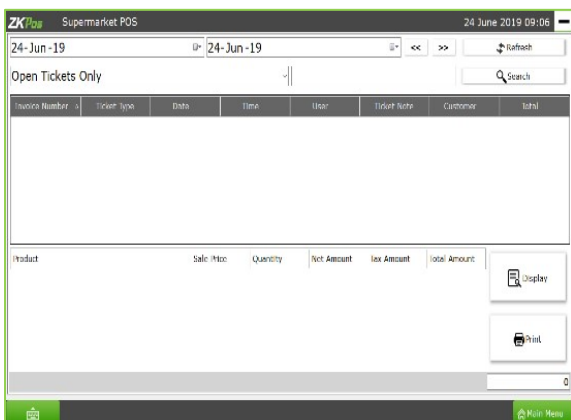 ZKPos Supermarket POS 24 June 2019 09:06
24-Jun-19 24-Jun-19 << >> Refresh
Open Tickets Only Search
Invoice Number Ticket Type Date Time User Ticket Note Customer Total
Product Sale Price Quantity Net Amount Tax Amount Total Amount
Display
Print
0
Main Menu